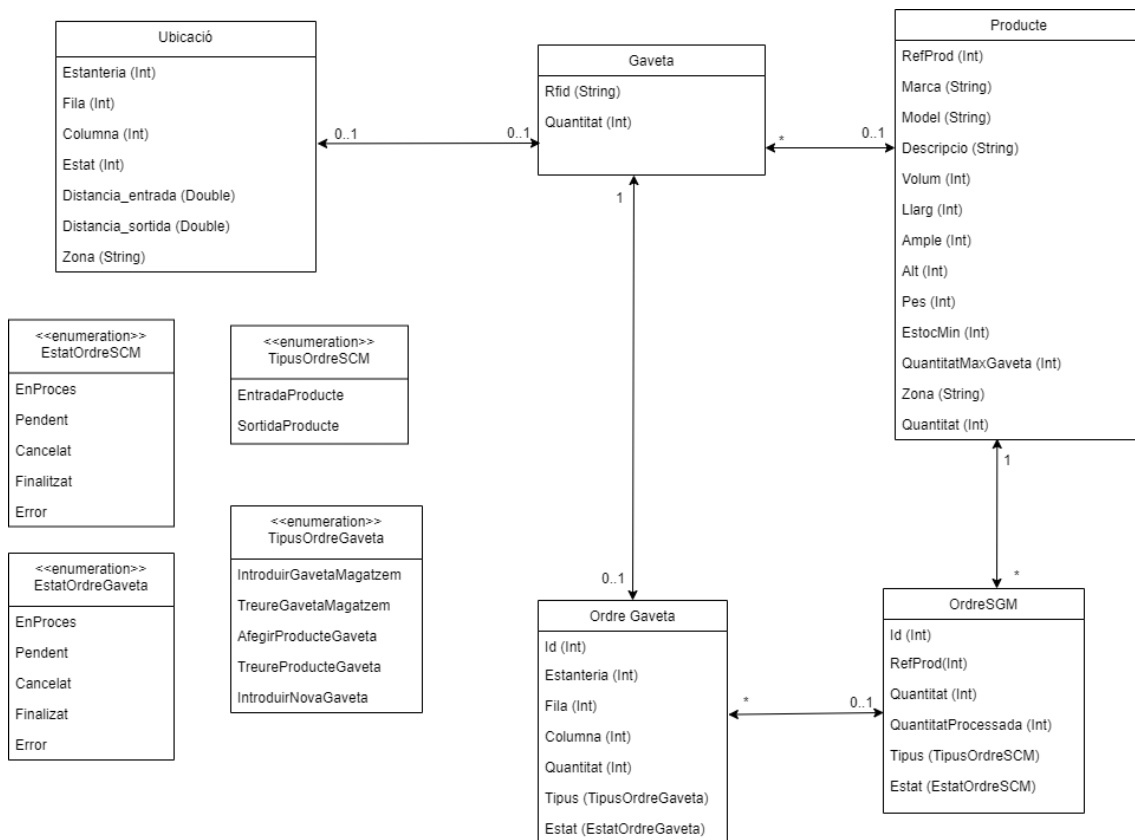 Ubicació
Estanteria (Int)
Fila (Int)
Columna (Int)
Estat (Int)
Distancia_entrada (Double)
Distancia_sortida (Double)
Zona (String)
0..1
0..1
Gaveta
Rfid (String)
Quantitat (Int)
*
0..1
1
Producte
RefProd (Int)
Marca (String)
Model (String)
Descripcio (String)
Volum (Int)
Llarg (Int)
Ample (Int)
Alt (Int)
Pes (Int)
EstocMin (Int)
QuantitatMaxGaveta (Int)
Zona (String)
Quantitat (Int)
1
*
<<enumeration>>
EstatOrdreSCM
EnProces
Pendent
Cancelat
Finalitzat
Error
<<enumeration>>
TipusOrdreSCM
EntradaProducte
SortidaProducte
<<enumeration>>
EstatOrdreGaveta
EnProces
Pendent
Cancelat
Finalizat
Error
<<enumeration>>
TipusOrdreGaveta
IntroduirGavetaMagatzem
TreureGavetaMagatzem
AfegirProducteGaveta
TreureProducteGaveta
IntroduirNovaGaveta
0..1
Ordre Gaveta
Id (Int)
Estanteria (Int)
Fila (Int)
Columna (Int)
Quantitat (Int)
Tipus (TipusOrdreGaveta)
Estat (EstatOrdreGaveta)
*
0..1
OrdreSGM
Id (Int)
RefProd(Int)
Quantitat (Int)
QuantitatProcessada (Int)
Tipus (TipusOrdreSCM)
Estat (EstatOrdreSCM)